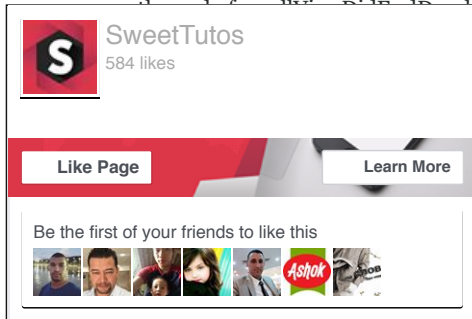 SweetTutos
584 likes
Like Page
Learn More
Be the first of your friends to like this
Ashok